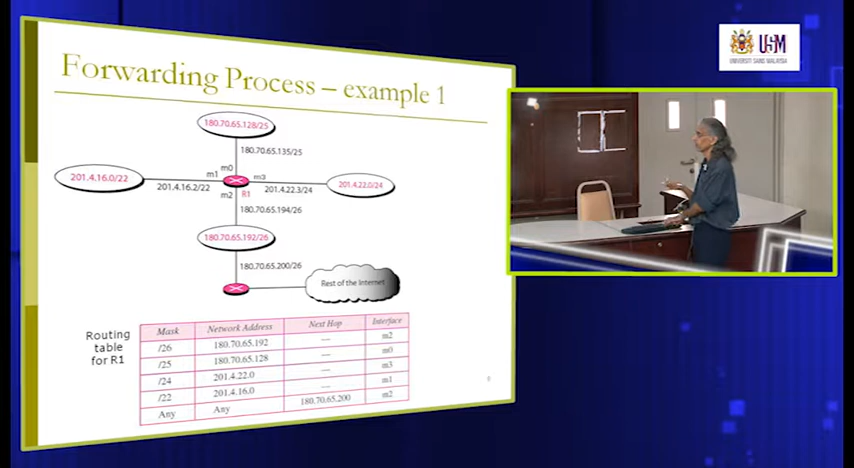 Forwarding Process – example 1
180.70.65.128/25
180.70.65.135/25
m0
m1
m3
201.4.16.0/22
201.4.16.2/22
201.4.22.3/24
201.4.22.0/24
m2
R1
180.70.65.194/26
180.70.65.192/26
180.70.65.200/26
Rest of the Internet
Routing
table
for R1
Mask Network Address Next Hop Interface
/26 180.70.65.192 — m2
/25 180.70.65.128 — m0
/24 201.4.22.0 — m3
/22 201.4.16.0 — m1
Any Any 180.70.65.200 m2
USM
UNIVERSITI SAINS MALAYSIA